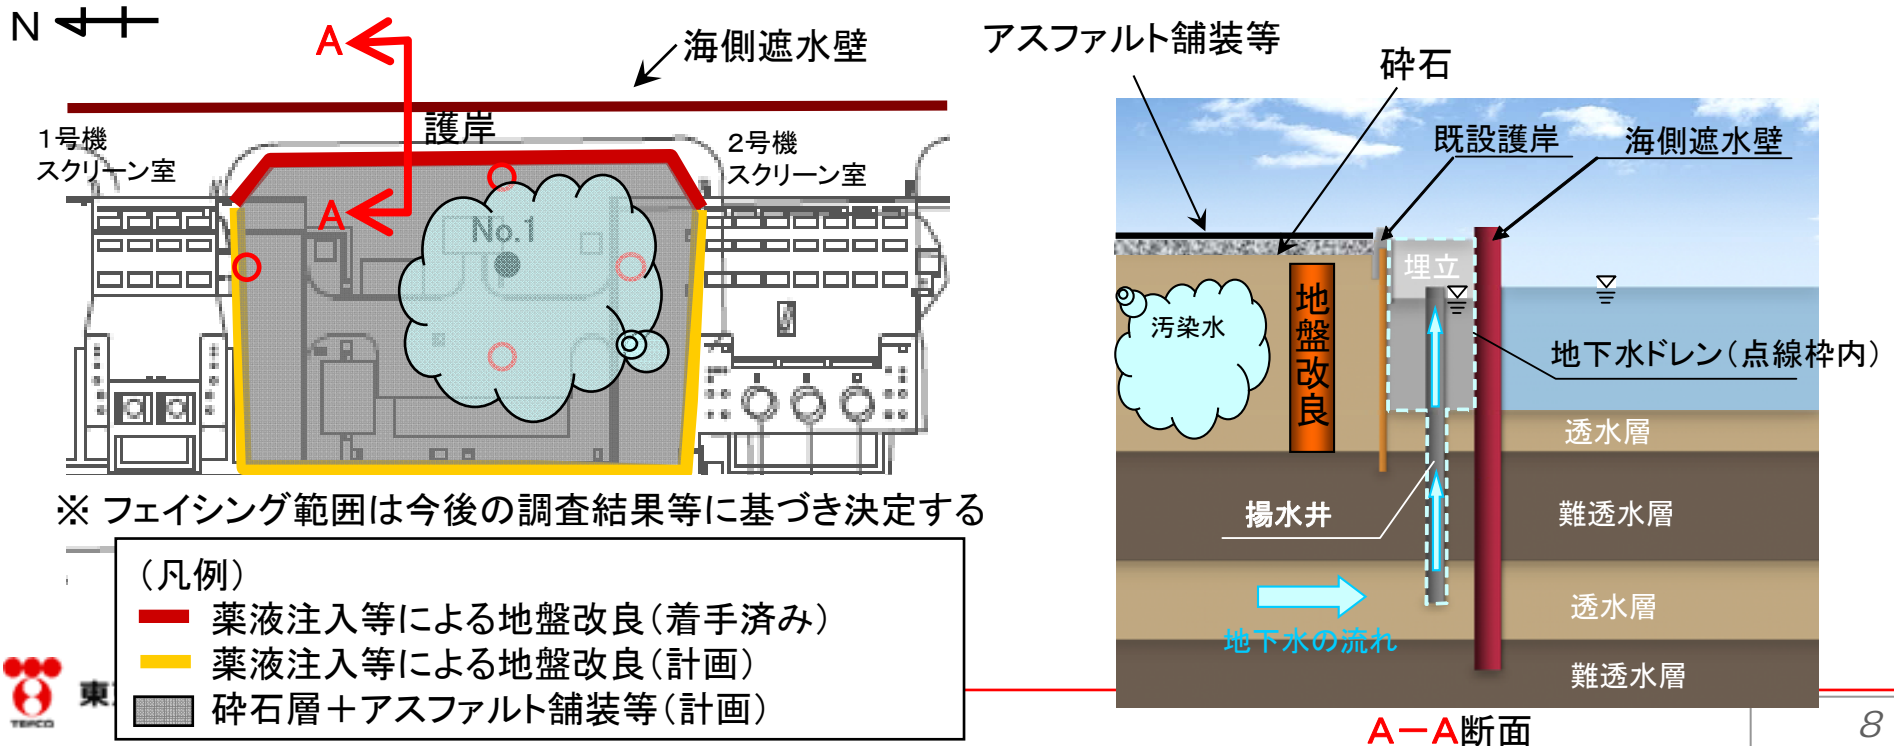 N
A
海側遮水壁
護岸
1号機
スクリーン室
2号機
スクリーン室
A
No.1
※ フェイシング範囲は今後の調査結果等に基づき決定する
（凡例）
薬液注入等による地盤改良（着手済み）
薬液注入等による地盤改良（計画）
砕石層＋アスファルト舗装等（計画）
TEPCO
東
アスファルト舗装等
砕石
既設護岸
海側遮水壁
埋立
汚染水
地盤改良
地下水ドレン（点線枠内）
透水層
揚水井
難透水層
透水層
地下水の流れ
難透水層
A－A断面
8